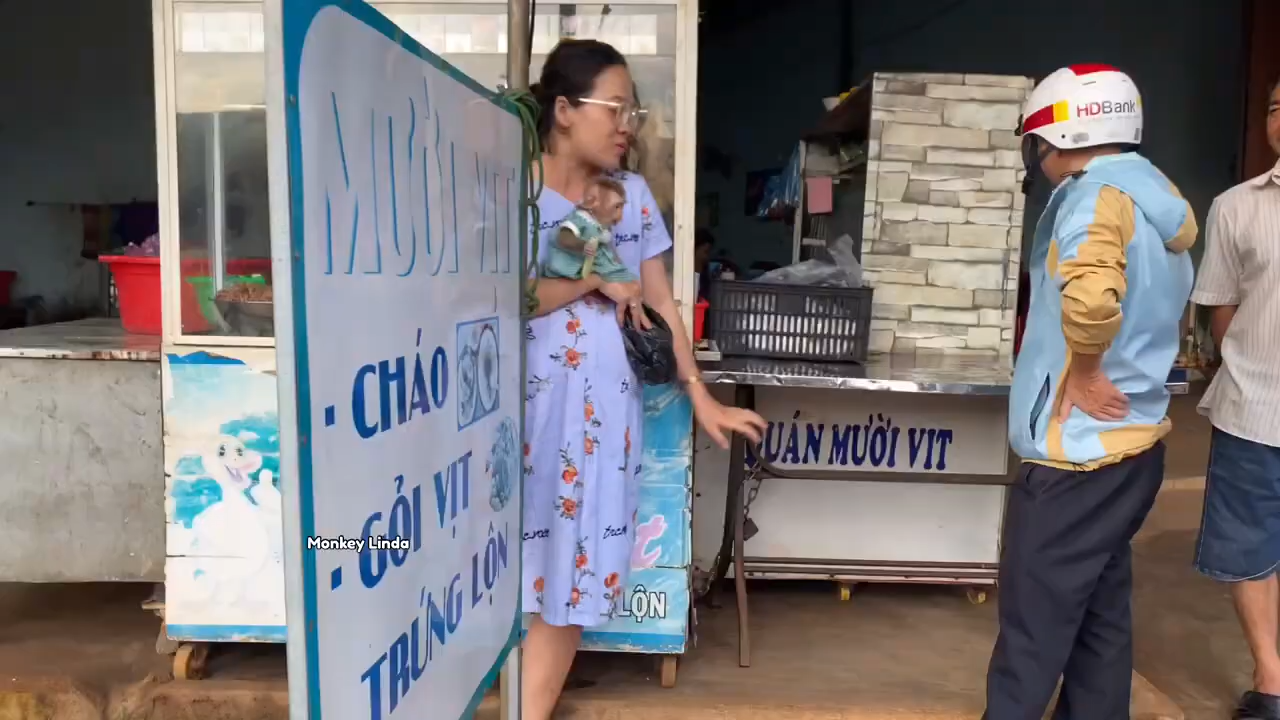 MƯỜI VỊT
· CHÁO
· GỎI VỊT
TRỨNG LỘN
Monkey Linda
LỘN
QUÁN MƯỜI VỊT
HDBank